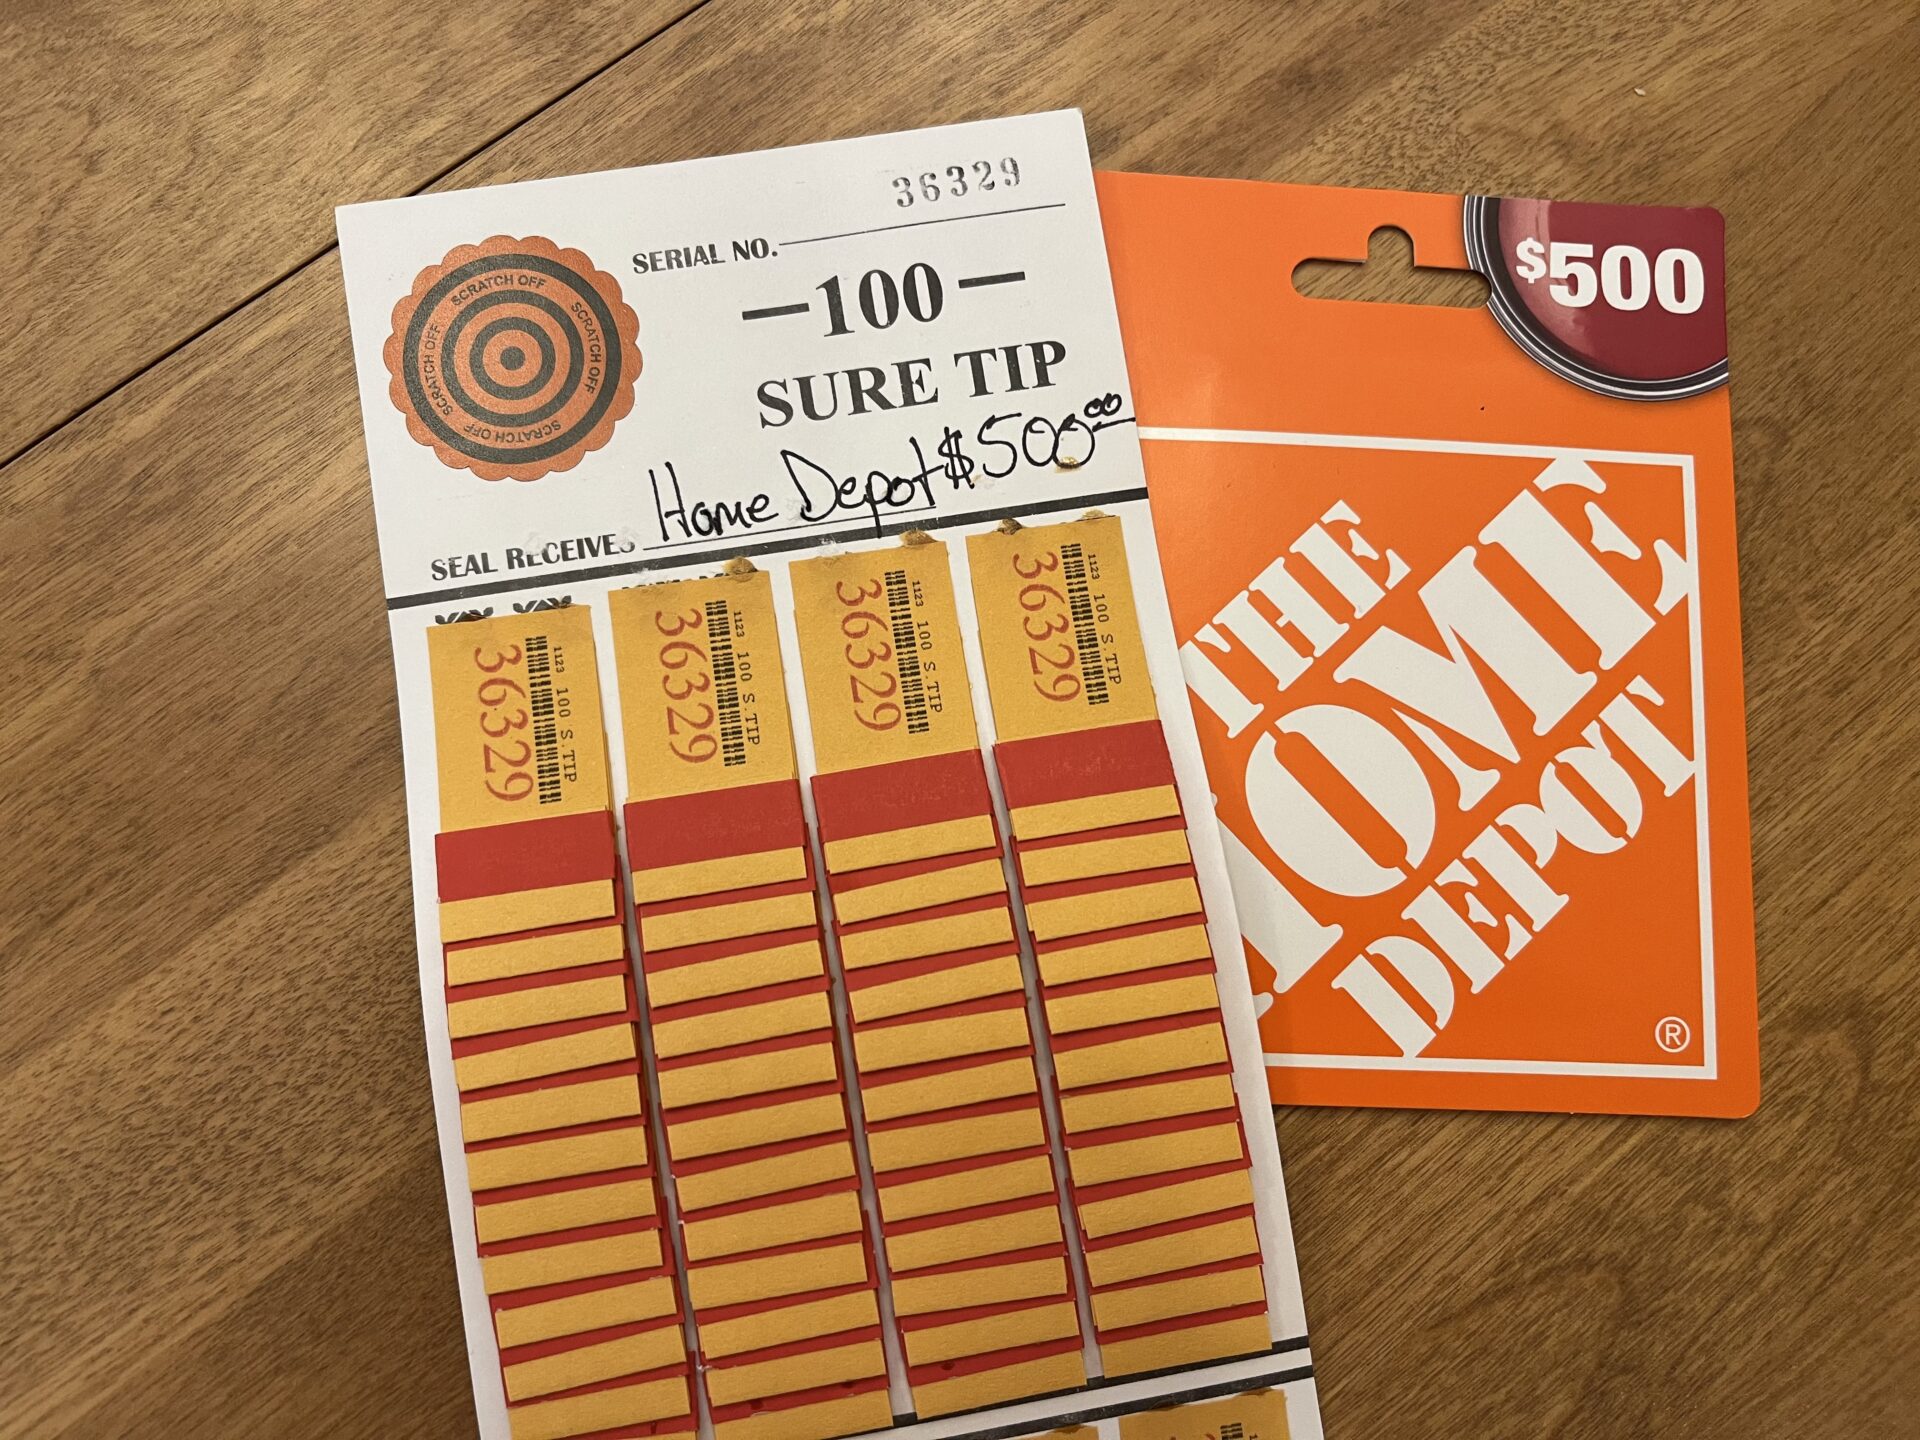 36329
SERIAL NO.
-100-
SURE TIP
SCRATCH OFF SCRATCH OFF SCRATCH OFF SCRATCH OFF
Home Depot $500.00
SEAL RECEIVES
36329 1123 100 S.TIP
36329 1123 100 S.TIP
36329 1123 100 S.TIP
36329 1123 100 S.TIP
$500
THE
HOME
DEPOT
®